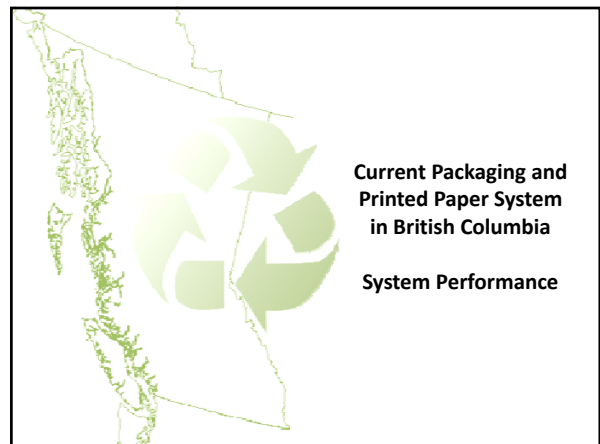 Current Packaging and
Printed Paper System
in British Columbia
System Performance